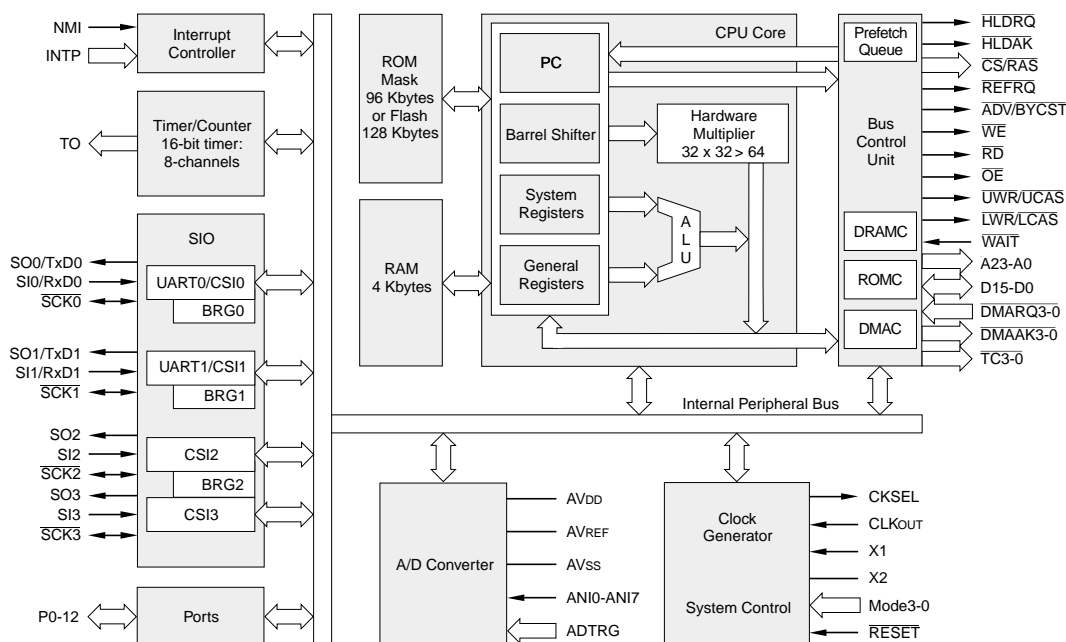 NMI
INTP
Interrupt
Controller
TO
Timer/Counter
16-bit timer:
8-channels
SIO
SO0/TxD0
SI0/RxD0
SCK0
UART0/CSI0
BRG0
SO1/TxD1
SI1/RxD1
SCK1
UART1/CSI1
BRG1
SO2
SI2
SCK2
SO3
SI3
SCK3
CSI2
BRG2
CSI3
P0-12
Ports
ROM
Mask
96 Kbytes
or Flash
128 Kbytes
RAM
4 Kbytes
CPU Core
PC
Barrel Shifter
System
Registers
General
Registers
Hardware
Multiplier
32 x 32 > 64
A
L
U
Prefetch
Queue
Bus
Control
Unit
DRAMC
ROMC
DMAC
HLDRQ
HLDAK
CS/RAS
REFRQ
ADV/BYCST
WE
RD
OE
UWR/UCAS
LWR/LCAS
WAIT
A23-A0
D15-D0
DMARQ3-0
DMAAK3-0
TC3-0
Internal Peripheral Bus
A/D Converter
AVDD
AVREF
AVSS
ANI0-ANI7
ADTRG
Clock
Generator
System Control
CKSEL
CLKOUT
X1
X2
Mode3-0
RESET